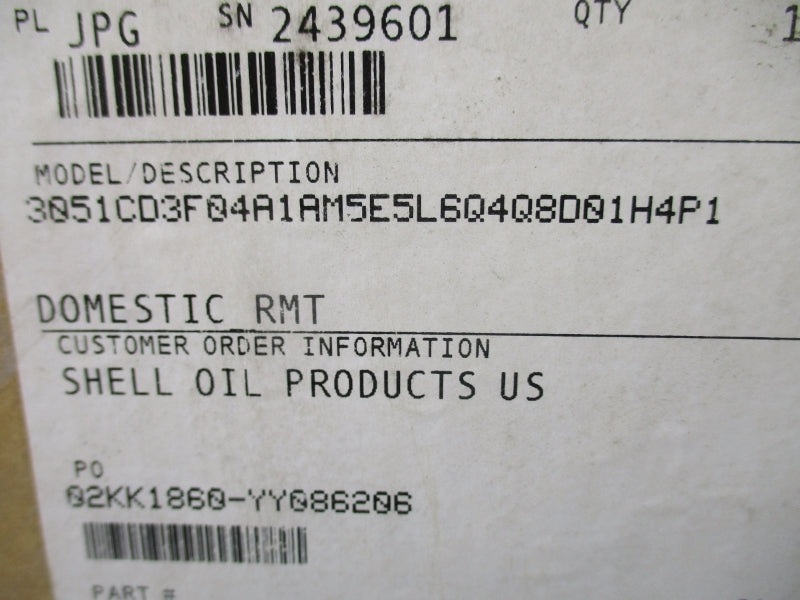 PL JPG SN 2439601 QTY 1
MODEL/DESCRIPTION
3051CD3F04A1AM5E5L6Q4Q8D01H4P1
DOMESTIC RMT
CUSTOMER ORDER INFORMATION
SHELL OIL PRODUCTS US
PO
02KK1860-YY086206
PART #